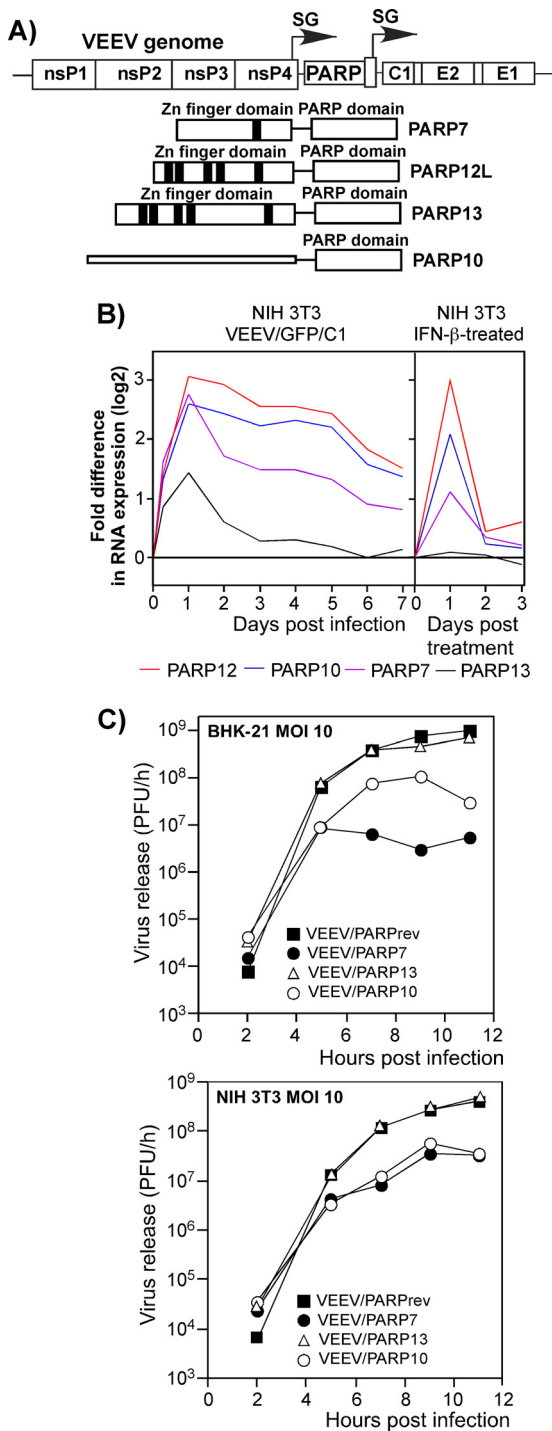 A)
SG SG
VEEV genome
nsP1 nsP2 nsP3 nsP4 PARP C1 E2 E1
Zn finger domain PARP domain
PARP7
Zn finger domain PARP domain
PARP12L
Zn finger domain PARP domain
PARP13
PARP domain
PARP10
B)
NIH 3T3
VEEV/GFP/C1
NIH 3T3
IFN-β-treated
Fold difference
in RNA expression (log2)
3
2
1
0
0 1 2 3 4 5 6 7
0 1 2 3
Days post infection
Days post
treatment
PARP12 PARP10 PARP7 PARP13
C)
BHK-21 MOI 10
Virus release (PFU/h)
10⁹
10⁸
10⁷
10⁶
10⁵
10⁴
10³
VEEV/PARPrev
VEEV/PARP7
VEEV/PARP13
VEEV/PARP10
0 2 4 6 8 10 12
Hours post infection
NIH 3T3 MOI 10
Virus release (PFU/h)
10⁹
10⁸
10⁷
10⁶
10⁵
10⁴
10³
VEEV/PARPrev
VEEV/PARP7
VEEV/PARP13
VEEV/PARP10
0 2 4 6 8 10 12
Hours post infection